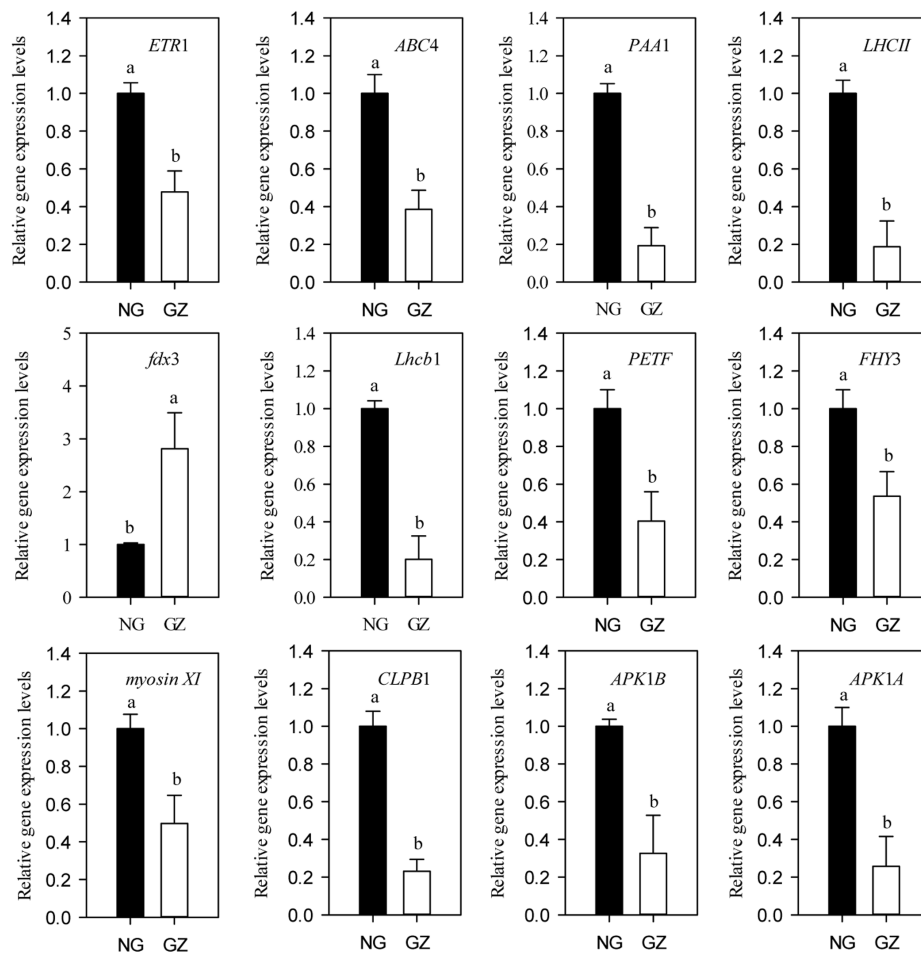 Relative gene expression levels
1.4
1.2
1.0
0.8
0.6
0.4
0.2
0.0
ETR1
a
b
NG GZ
Relative gene expression levels
1.4
1.2
1.0
0.8
0.6
0.4
0.2
0.0
ABC4
a
b
NG GZ
Relative gene expression levels
1.4
1.2
1.0
0.8
0.6
0.4
0.2
0.0
PAA1
a
b
NG GZ
Relative gene expression levels
1.4
1.2
1.0
0.8
0.6
0.4
0.2
0.0
LHCII
a
b
NG GZ
Relative gene expression levels
5
4
3
2
1
0
fdx3
a
b
NG GZ
Relative gene expression levels
1.4
1.2
1.0
0.8
0.6
0.4
0.2
0.0
Lhcb1
a
b
NG GZ
Relative gene expression levels
1.4
1.2
1.0
0.8
0.6
0.4
0.2
0.0
PETF
a
b
NG GZ
Relative gene expression levels
1.4
1.2
1.0
0.8
0.6
0.4
0.2
0.0
FHY3
a
b
NG GZ
Relative gene expression levels
1.4
1.2
1.0
0.8
0.6
0.4
0.2
0.0
myosin XI
a
b
NG GZ
Relative gene expression levels
1.4
1.2
1.0
0.8
0.6
0.4
0.2
0.0
CLPB1
a
b
NG GZ
Relative gene expression levels
1.4
1.2
1.0
0.8
0.6
0.4
0.2
0.0
APK1B
a
b
NG GZ
Relative gene expression levels
1.4
1.2
1.0
0.8
0.6
0.4
0.2
0.0
APK1A
a
b
NG GZ